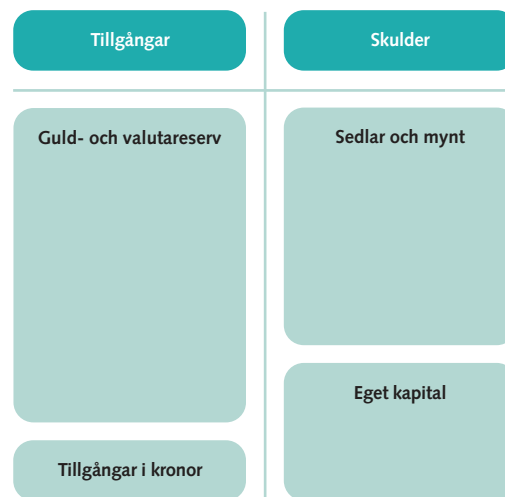 Tillgångar
Skulder
Guld- och valutareserv
Sedlar och mynt
Eget kapital
Tillgångar i kronor